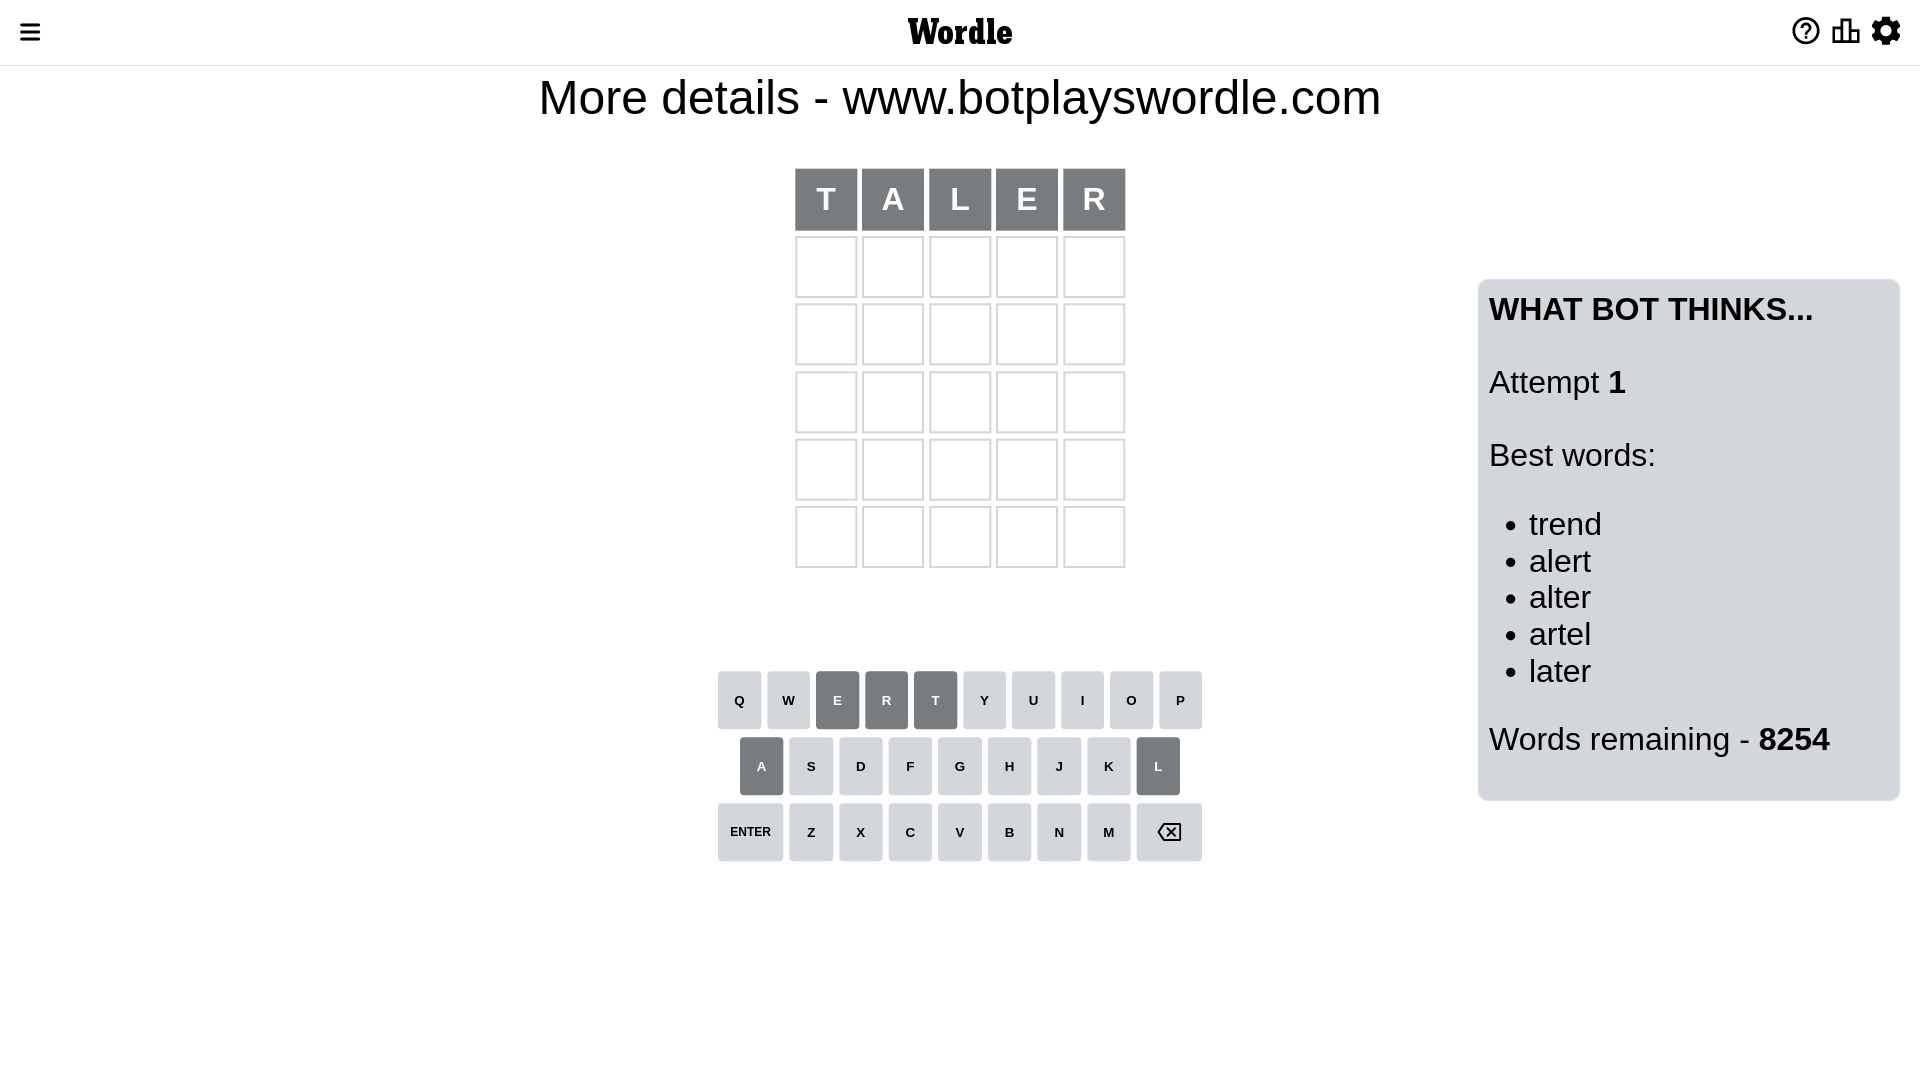 Wordle
More details - www.botplayswordle.com
T A L E R
WHAT BOT THINKS...
Attempt 1
Best words:
• trend
• alert
• alter
• artel
• later
Words remaining - 8254
Q W E R T Y U I O P
A S D F G H J K L
ENTER Z X C V B N M